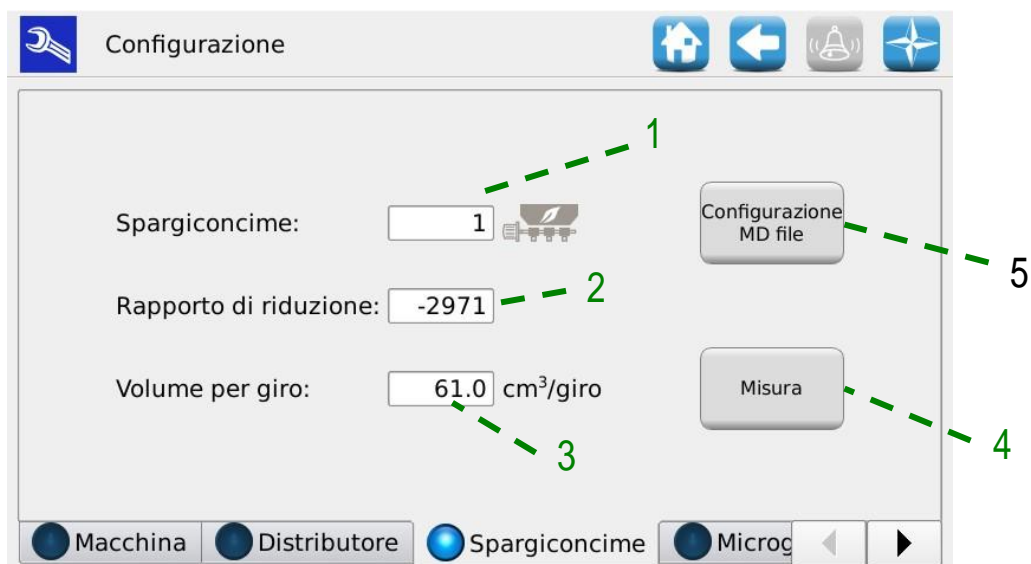 Configurazione
1
Spargiconcime: 1
Configurazione
MD file
5
Rapporto di riduzione: -2971
2
Volume per giro: 61.0 cm³/giro
Misura
3
4
Macchina Distributore Spargiconcime Microg